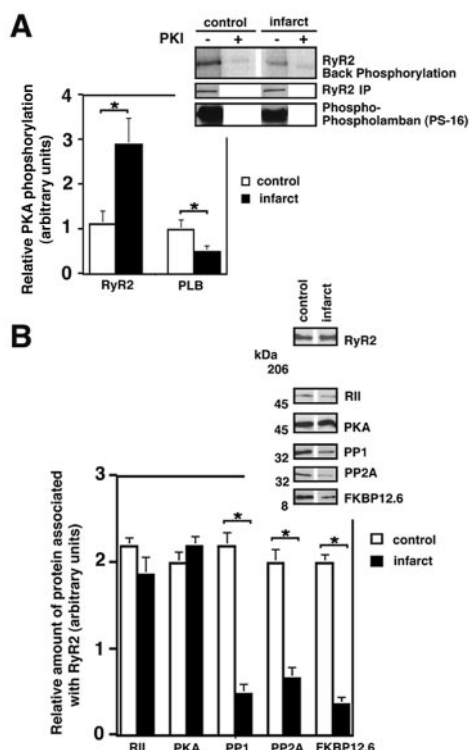 A
control infarct
PKI - + - +
RyR2
Back Phosphorylation
RyR2 IP
Phospho-
Phospholamban (PS-16)
Relative PKA phopshorylation
(arbitrary units)
4
3
2
1
0
*
*
control
infarct
RyR2 PLB
B
control
infarct
RyR2
kDa
206
45 RII
45 PKA
32 PP1
32 PP2A
8 FKBP12.6
Relative amount of protein associated
with RyR2 (arbitrary units)
3
2
1
0
*
*
*
control
infarct
RII PKA PP1 PP2A FKBP12.6